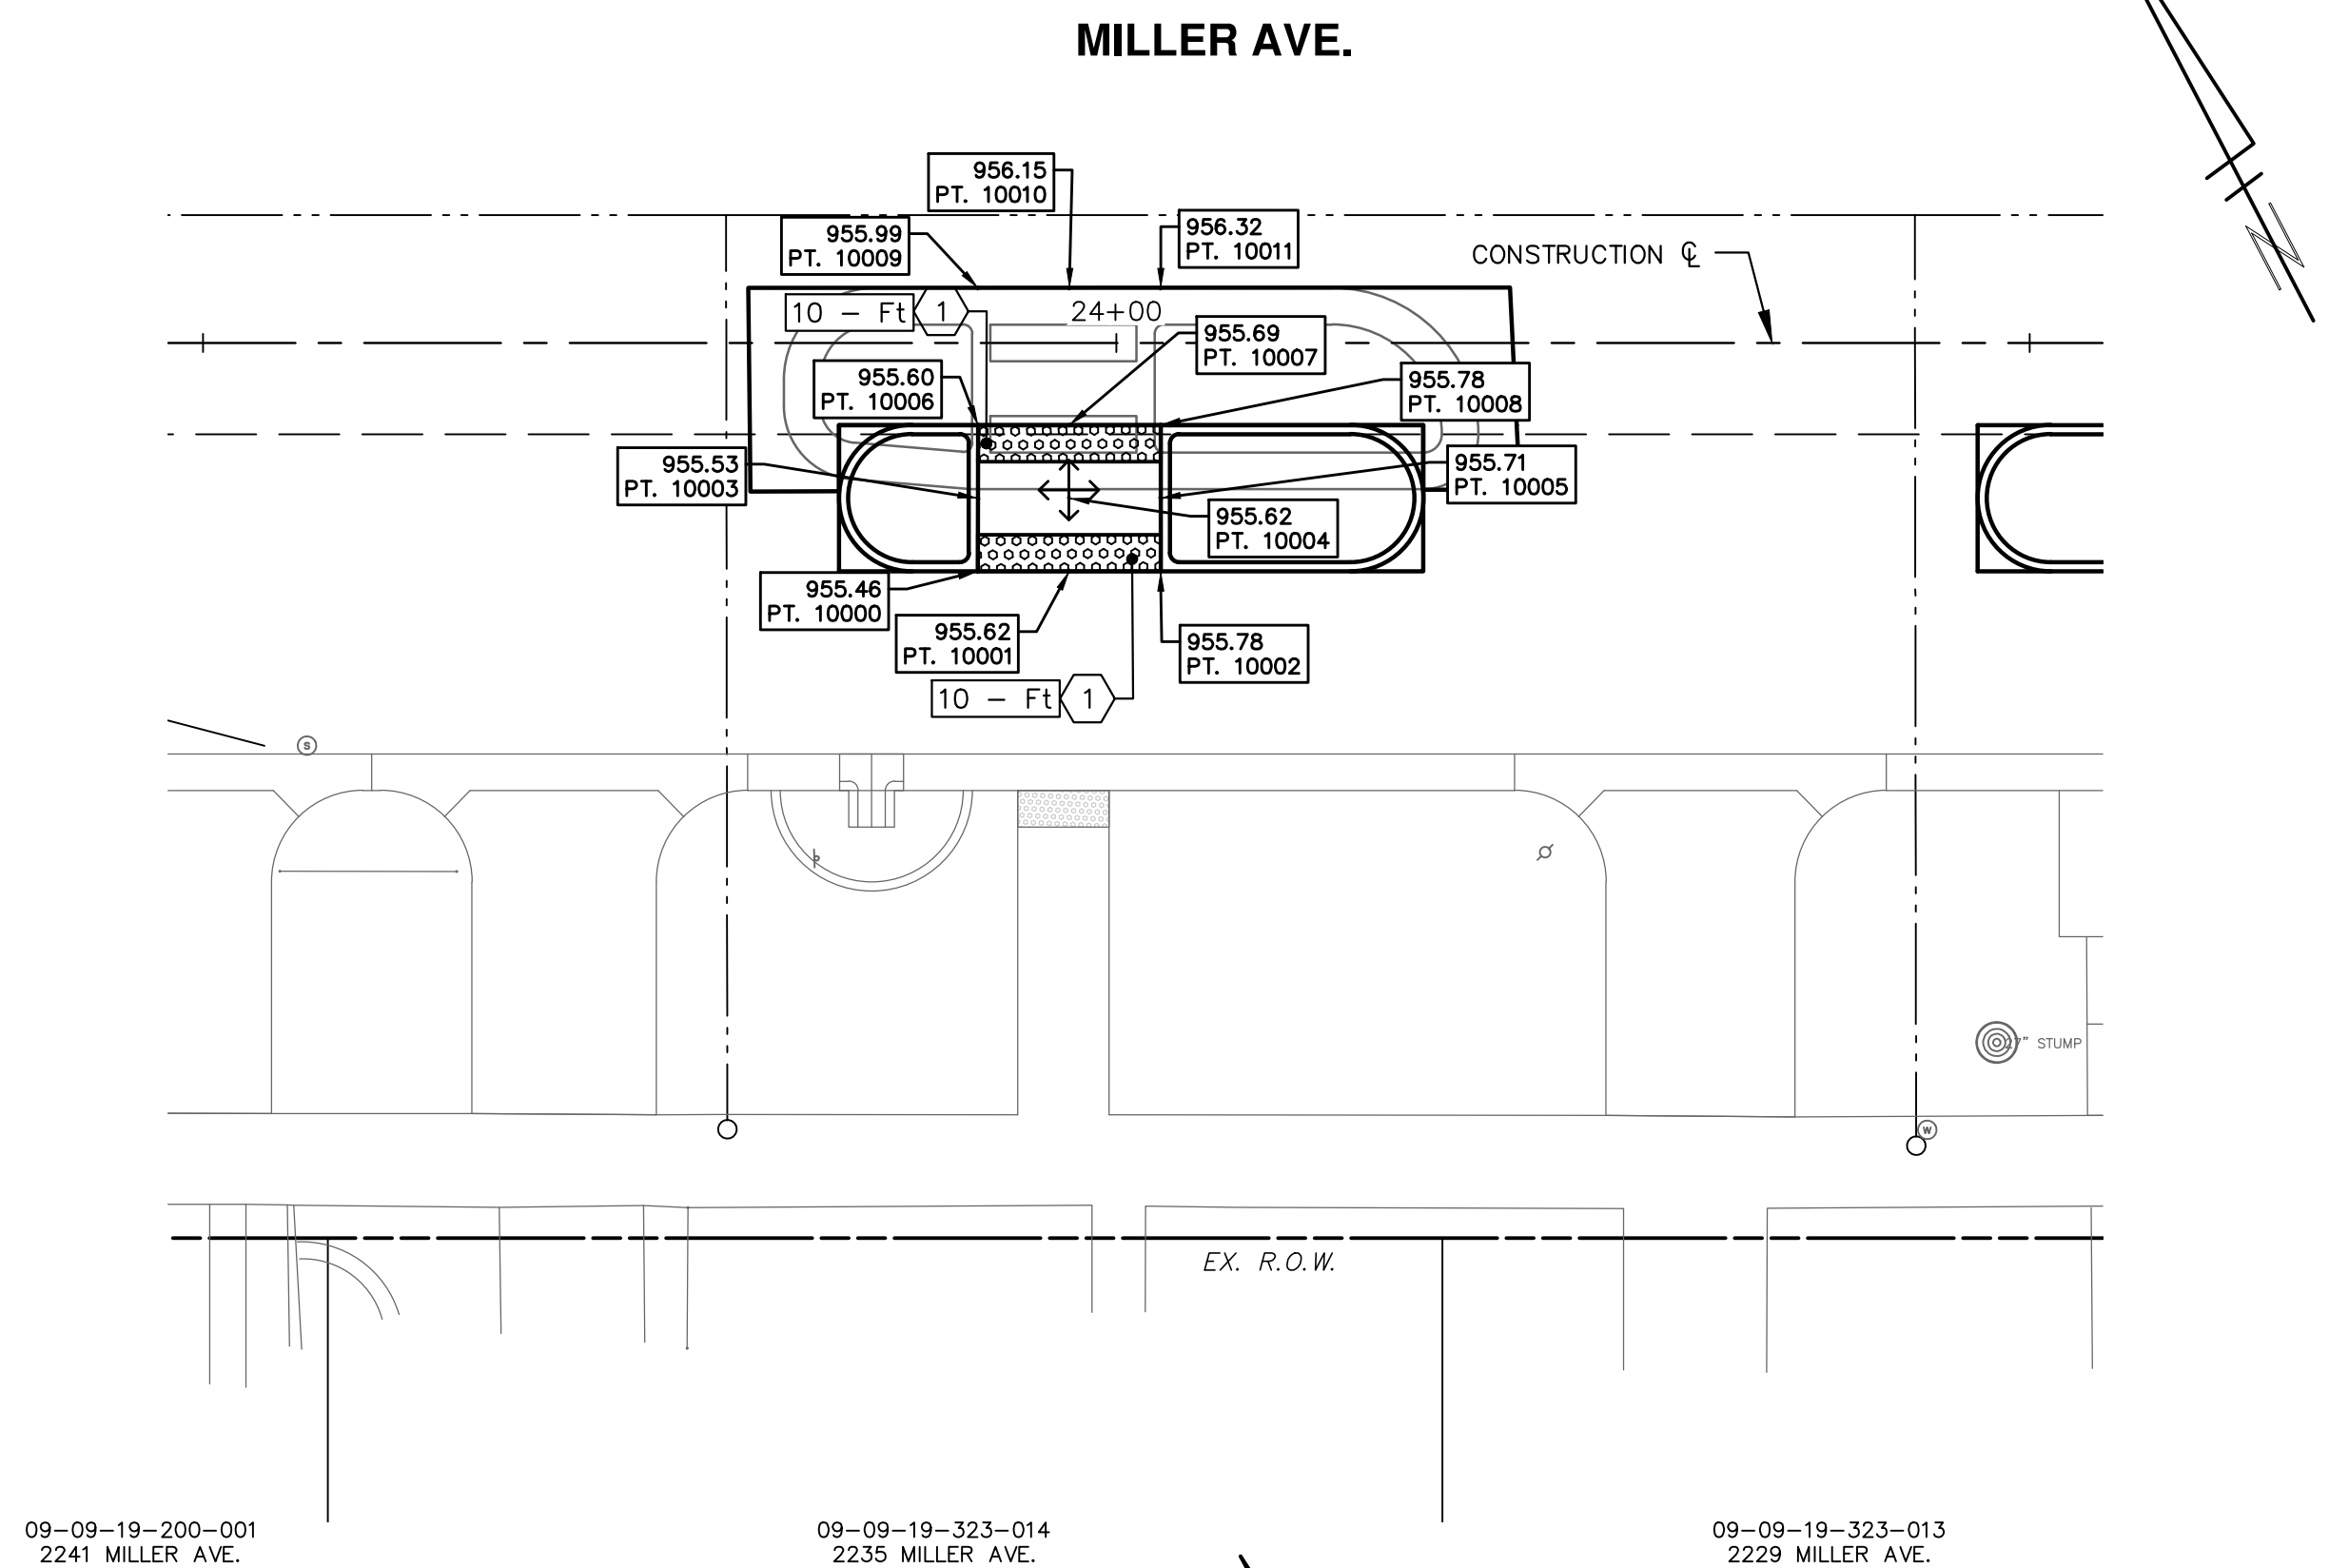 MILLER AVE.
956.15
PT. 10010
955.99
PT. 10009
956.32
PT. 10011
CONSTRUCTION ℄
10 - Ft 1
24+00
955.69
PT. 10007
955.60
PT. 10006
955.78
PT. 10008
955.53
PT. 10003
955.71
PT. 10005
955.62
PT. 10004
955.46
PT. 10000
955.62
PT. 10001
955.78
PT. 10002
10 - Ft 1
S
27" STUMP
W
EX. R.O.W.
09-09-19-200-001
2241 MILLER AVE.
09-09-19-323-014
2235 MILLER AVE.
09-09-19-323-013
2229 MILLER AVE.
N